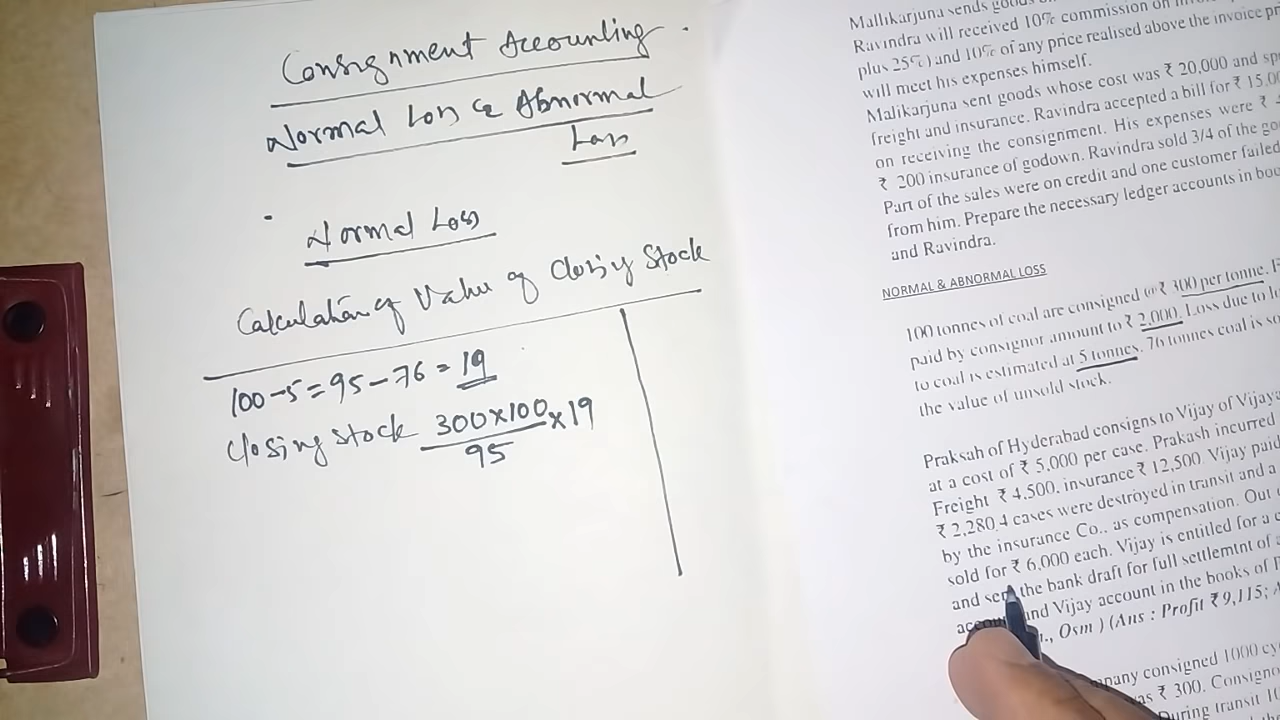 Consignment Accounting.
Normal Loss & Abnormal
Loss
Normal Loss
Calculation of Value of Closing Stock
100-5=95-76=19
Closing stock 300×100/95 ×19
Mallikarjuna sends goods
Ravindra will received 10% commission on
plus 25%) and 10% of any price realised above the invoice
will meet his expenses himself.
Malikarjuna sent goods whose cost was ₹ 20,000 and
freight and insurance. Ravindra accepted a bill for ₹
on receiving the consignment. His expenses were ₹
₹ 200 insurance of godown. Ravindra sold 3/4 of the
Part of the sales were on credit and one customer failed
from him. Prepare the necessary ledger accounts in
and Ravindra.
NORMAL & ABNORMAL LOSS
100 tonnes of coal are consigned @ ₹ 300 per tonne.
paid by consignor amount to ₹ 2,000. Loss due to
to coal is estimated at 5 tonnes. 76 tonnes coal is
the value of unsold stock.
Praksah of Hyderabad consigns to Vijay of
at a cost of ₹ 5,000 per case. Prakash incurred
Freight ₹ 4,500, insurance ₹ 12,500. Vijay paid
₹ 2,280.4 cases were destroyed in transit and a
by the insurance Co.. as compensation. Out
sold for ₹ 6,000 each. Vijay is entitled for a
and the bank draft for full settlemtnt of
and Vijay account in the books of
, Osm ) (Ans : Profit ₹ 9,115;
consigned 1000
₹ 300.
transit